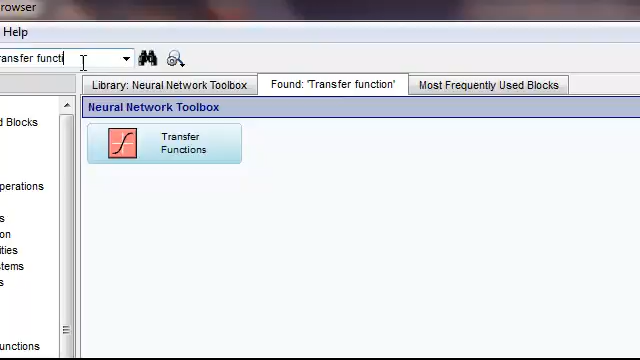 rowser
Help
ransfer functi
Library: Neural Network Toolbox
Found: 'Transfer function'
Most Frequently Used Blocks
Neural Network Toolbox
Transfer
Functions
d Blocks
perations
s
on
ities
stems
s
unctions